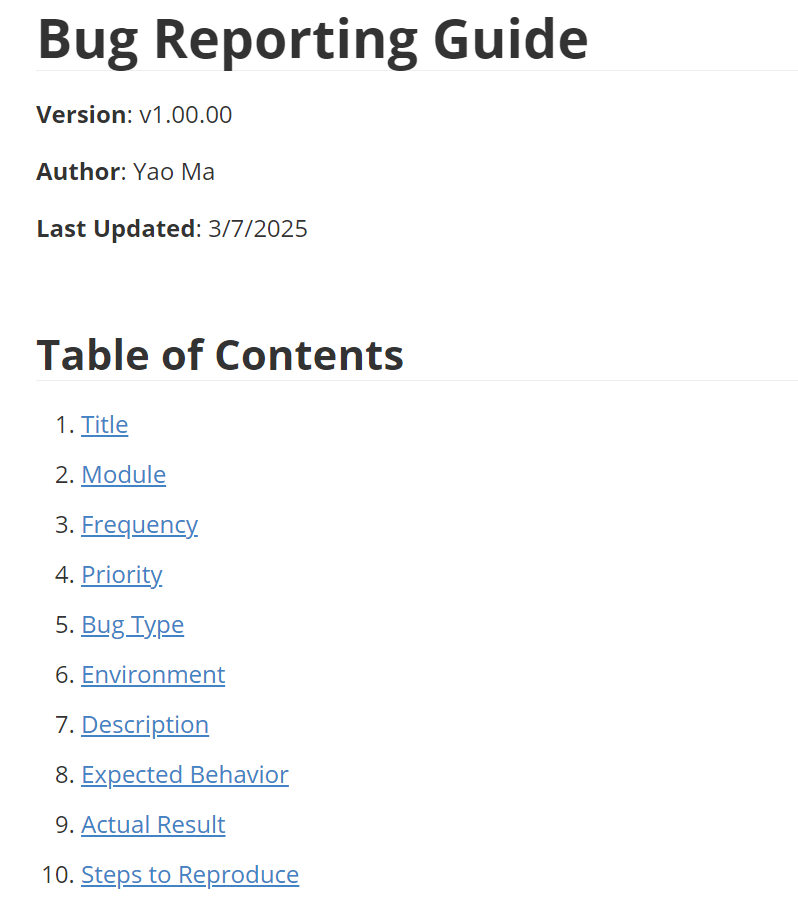 Bug Reporting Guide
Version: v1.00.00
Author: Yao Ma
Last Updated: 3/7/2025
Table of Contents
1. Title
2. Module
3. Frequency
4. Priority
5. Bug Type
6. Environment
7. Description
8. Expected Behavior
9. Actual Result
10. Steps to Reproduce